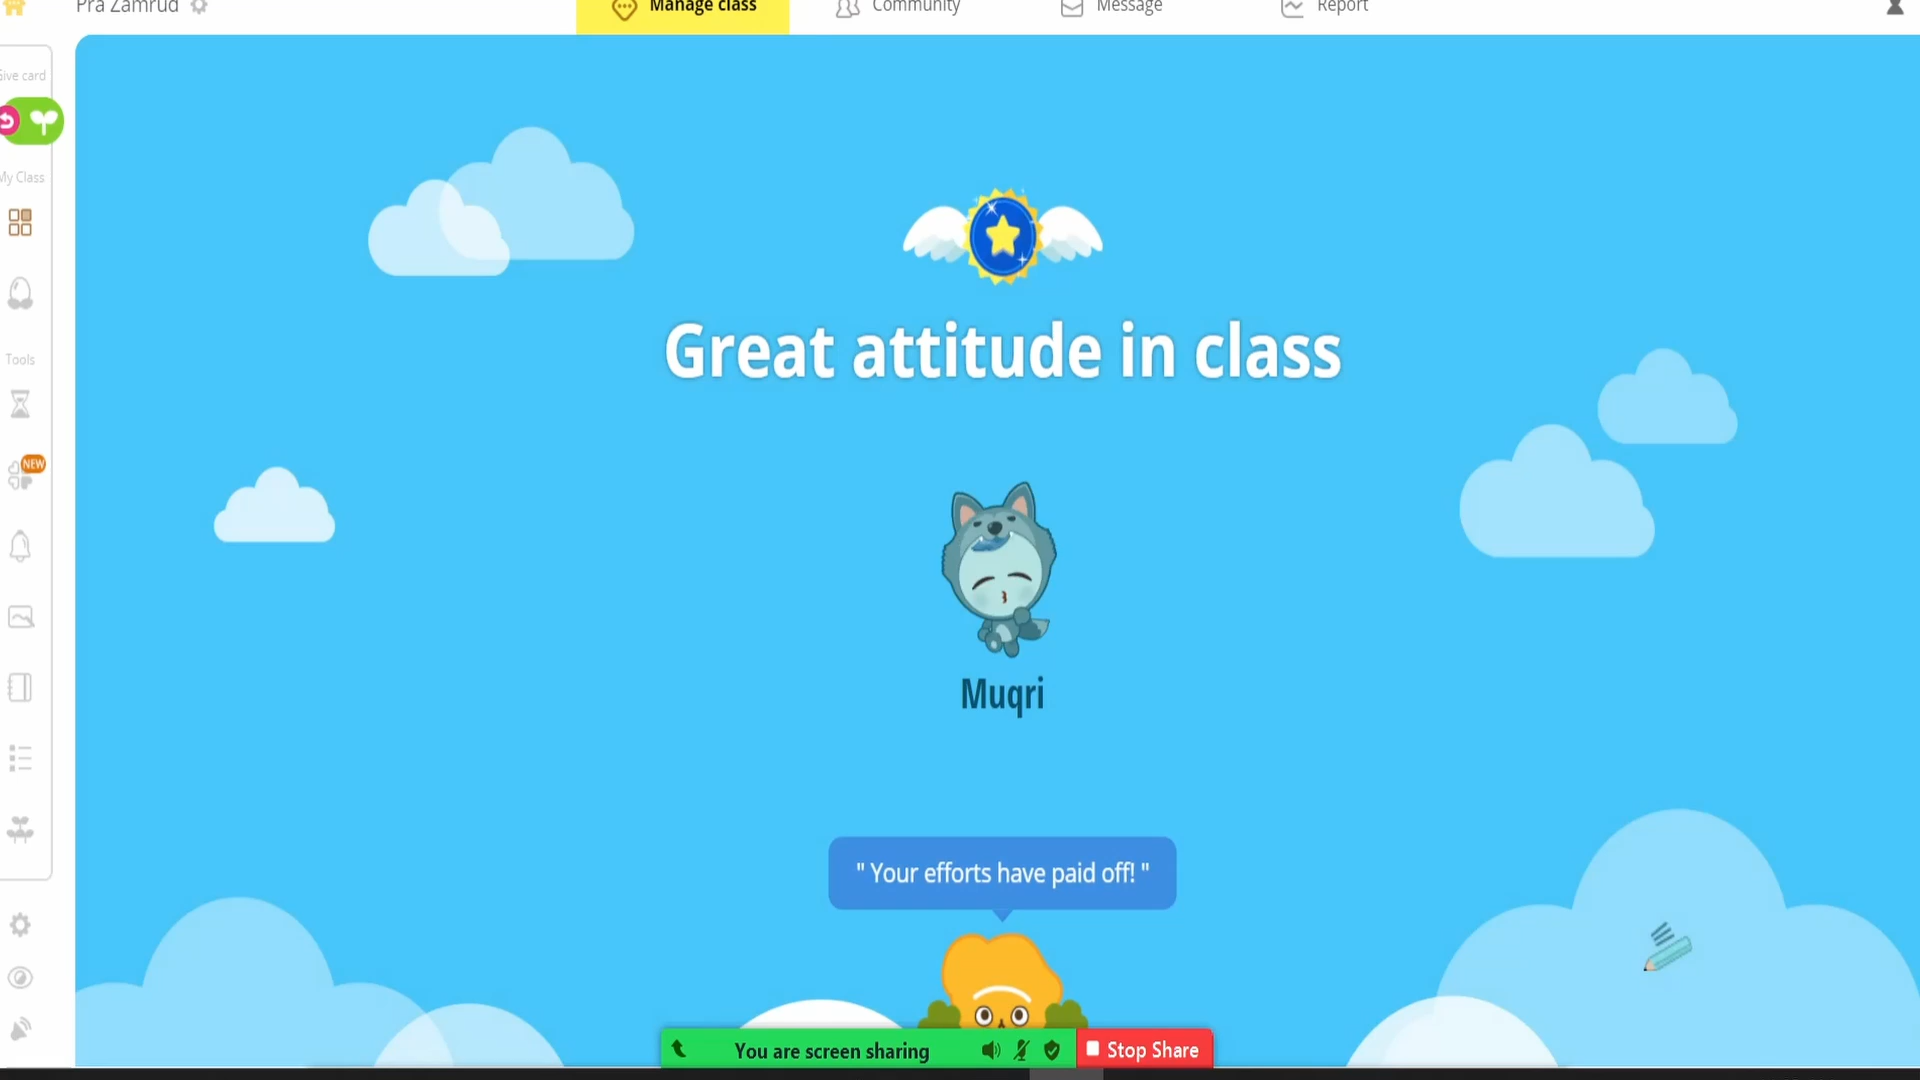 Pra Zamrud
Manage class
Community
Message
Report
Give card
My Class
Tools
NEW
Great attitude in class
Muqri
" Your efforts have paid off! "
You are screen sharing
Stop Share